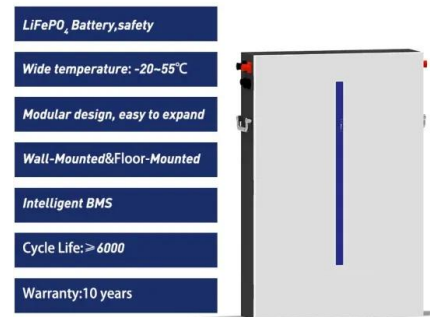 LiFePO₄ Battery,safety
Wide temperature: -20~55℃
Modular design, easy to expand
Wall-Mounted&Floor-Mounted
Intelligent BMS
Cycle Life:≥6000
Warranty:10 years